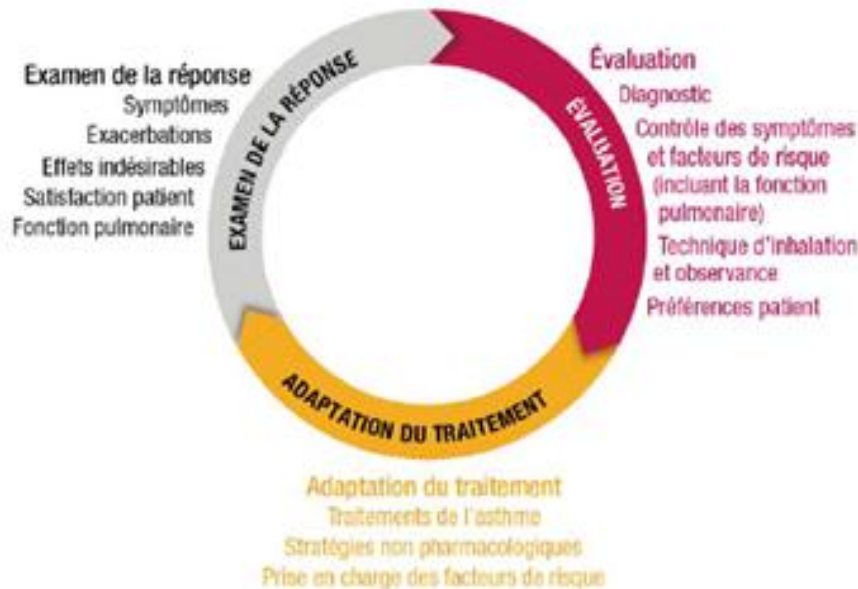 Examen de la réponse
Symptômes
Exacerbations
Effets indésirables
Satisfaction patient
Fonction pulmonaire
EXAMEN DE LA RÉPONSE
ÉVALUATION
Évaluation
Diagnostic
Contrôle des symptômes
et facteurs de risque
(incluant la fonction
pulmonaire)
Technique d'inhalation
et observance
Préférences patient
ADAPTATION DU TRAITEMENT
Adaptation du traitement
Traitements de l'asthme
Stratégies non pharmacologiques
Prise en charge des facteurs de risque